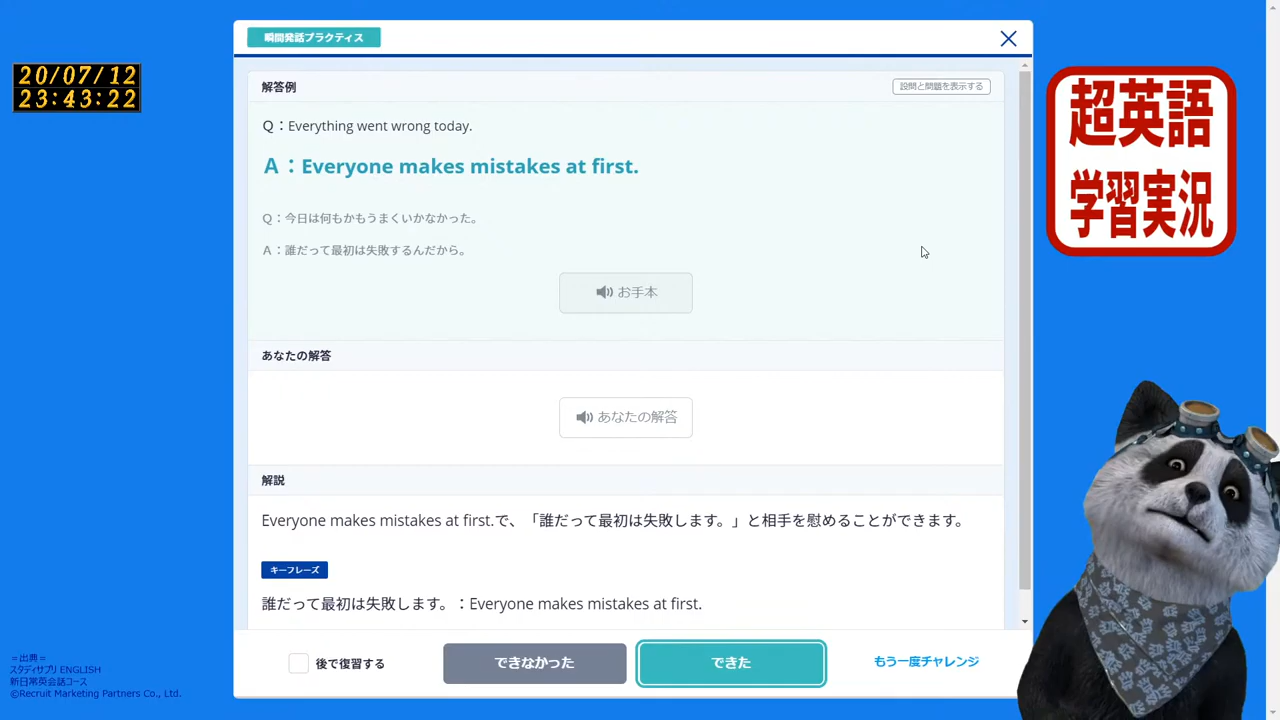 瞬間発話プラクティス
20/07/12
23:43:22
解答例
設問と問題を表示する
Q：Everything went wrong today.
A：Everyone makes mistakes at first.
Q：今日は何もかもうまくいかなかった。
A：誰だって最初は失敗するんだから。
お手本
あなたの解答
あなたの解答
解説
Everyone makes mistakes at first.で、「誰だって最初は失敗します。」と相手を慰めることができます。
キーフレーズ
誰だって最初は失敗します。：Everyone makes mistakes at first.
後で復習する
できなかった
できた
もう一度チャレンジ
超英語
学習実況
＝出典＝
スタディサプリ ENGLISH
新日常英会話コース
©Recruit Marketing Partners Co., Ltd.